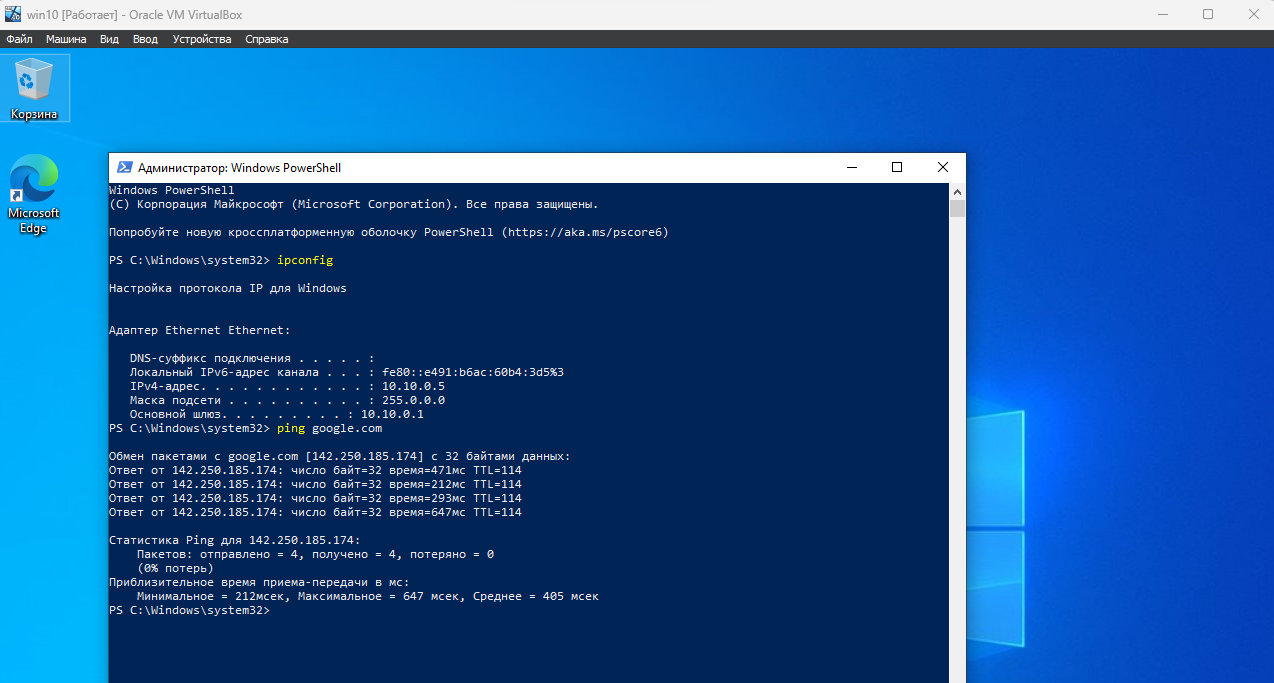 win10 [Работает] - Oracle VM VirtualBox
Файл Машина Вид Ввод Устройства Справка
Корзина
Microsoft
Edge
Администратор: Windows PowerShell
Windows PowerShell
(C) Корпорация Майкрософт (Microsoft Corporation). Все права защищены.
Попробуйте новую кроссплатформенную оболочку PowerShell (https://aka.ms/pscore6)
PS C:\Windows\system32> ipconfig
Настройка протокола IP для Windows
Адаптер Ethernet Ethernet:
DNS-суффикс подключения . . . . . :
Локальный IPv6-адрес канала . . . : fe80::e491:b6ac:60b4:3d5%3
IPv4-адрес. . . . . . . . . . . . : 10.10.0.5
Маска подсети . . . . . . . . . . : 255.0.0.0
Основной шлюз. . . . . . . . . : 10.10.0.1
PS C:\Windows\system32> ping google.com
Обмен пакетами с google.com [142.250.185.174] с 32 байтами данных:
Ответ от 142.250.185.174: число байт=32 время=471мс TTL=114
Ответ от 142.250.185.174: число байт=32 время=212мс TTL=114
Ответ от 142.250.185.174: число байт=32 время=293мс TTL=114
Ответ от 142.250.185.174: число байт=32 время=647мс TTL=114
Статистика Ping для 142.250.185.174:
Пакетов: отправлено = 4, получено = 4, потеряно = 0
(0% потерь)
Приблизительное время приема-передачи в мс:
Минимальное = 212мсек, Максимальное = 647 мсек, Среднее = 405 мсек
PS C:\Windows\system32>